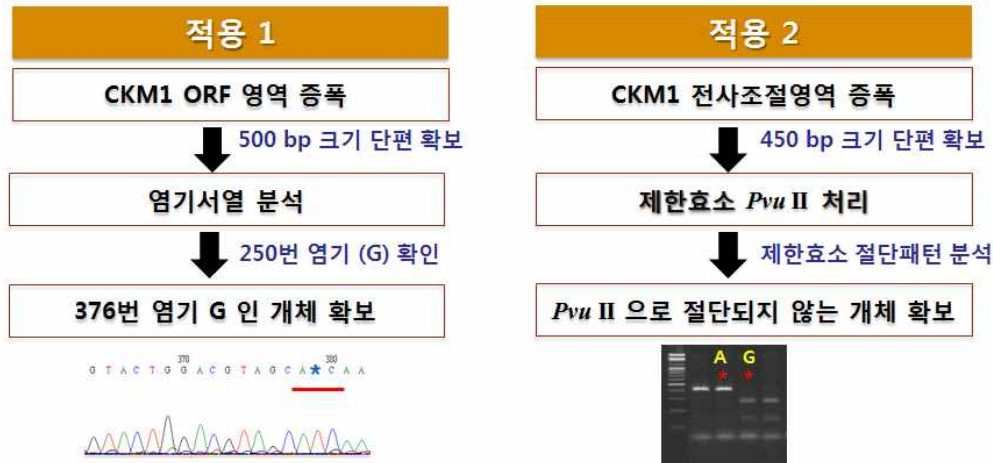 적용 1
CKM1 ORF 영역 증폭
500 bp 크기 단편 확보
염기서열 분석
250번 염기 (G) 확인
376번 염기 G 인 개체 확보
370 380
G T A C T G G A C G T A G C A * C A A
적용 2
CKM1 전사조절영역 증폭
450 bp 크기 단편 확보
제한효소 Pvu II 처리
제한효소 절단패턴 분석
Pvu II 으로 절단되지 않는 개체 확보
A G
* *